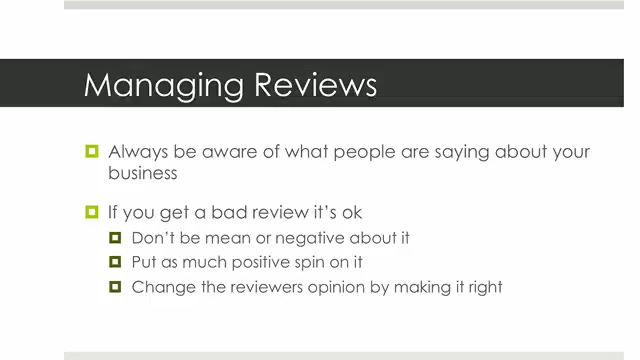 Managing Reviews
Always be aware of what people are saying about your
business
If you get a bad review it's ok
Don't be mean or negative about it
Put as much positive spin on it
Change the reviewers opinion by making it right